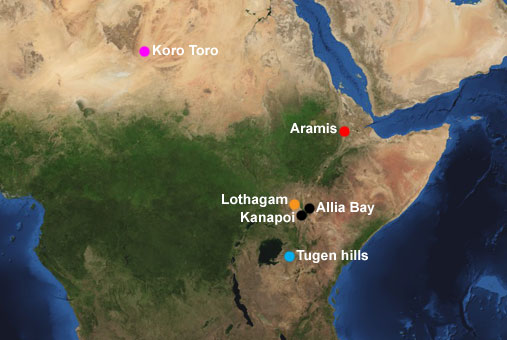 Koro Toro
Aramis
Lothagam
Allia Bay
Kanapoi
Tugen hills